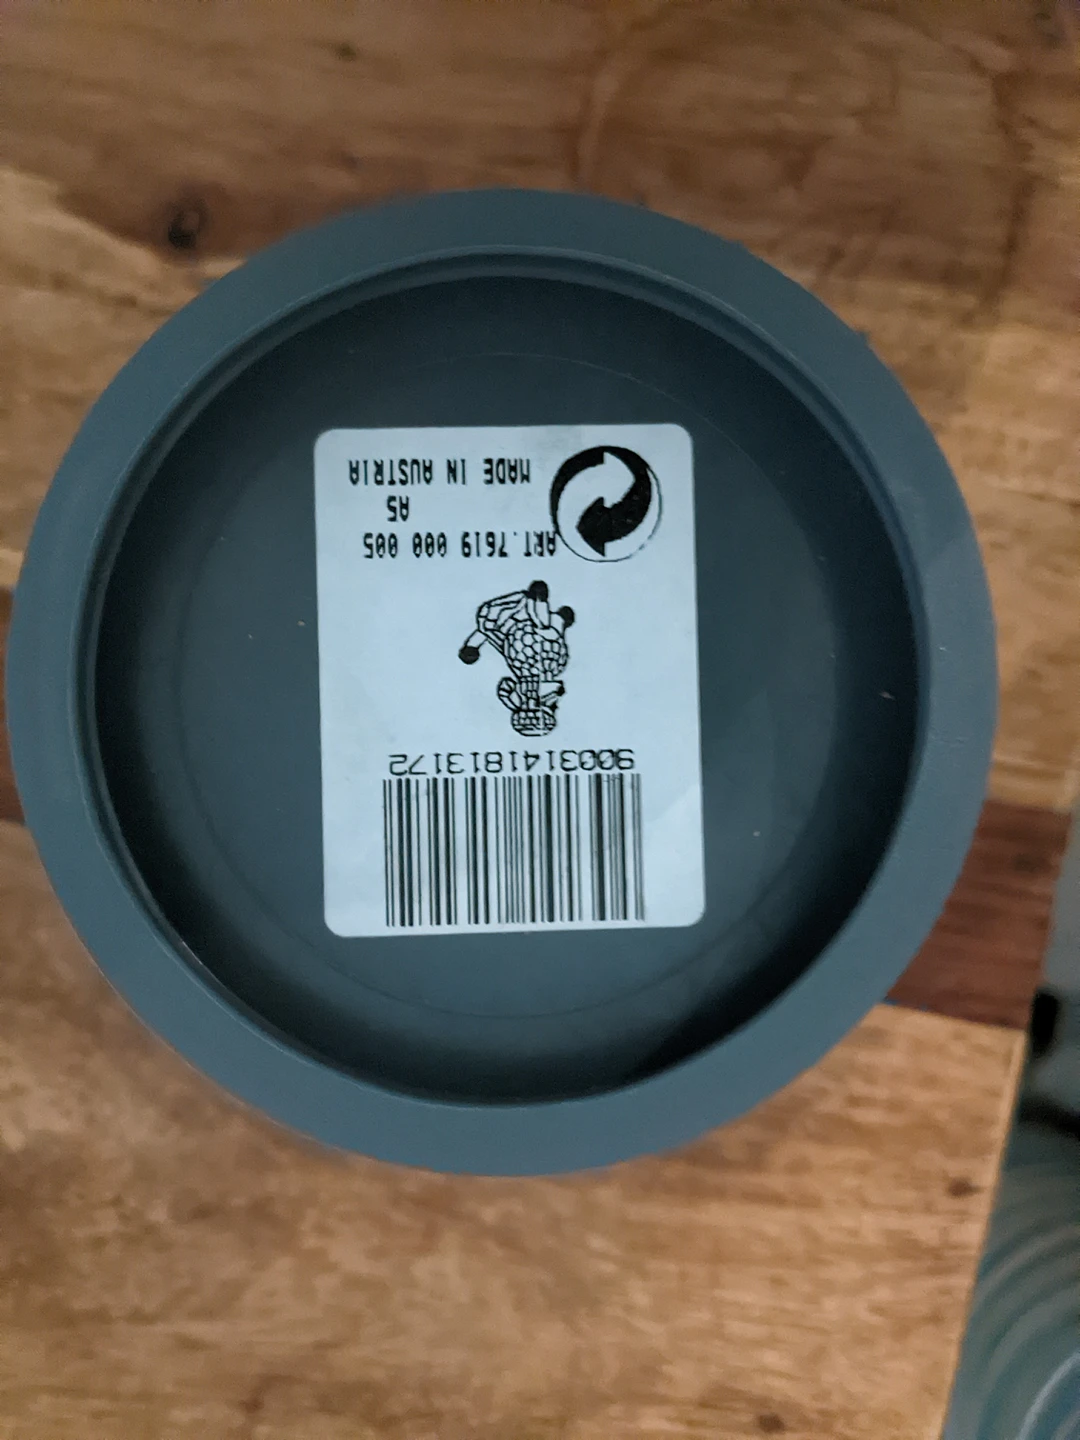 9003141813172
ART.7619 000 005
A5
MADE IN AUSTRIA